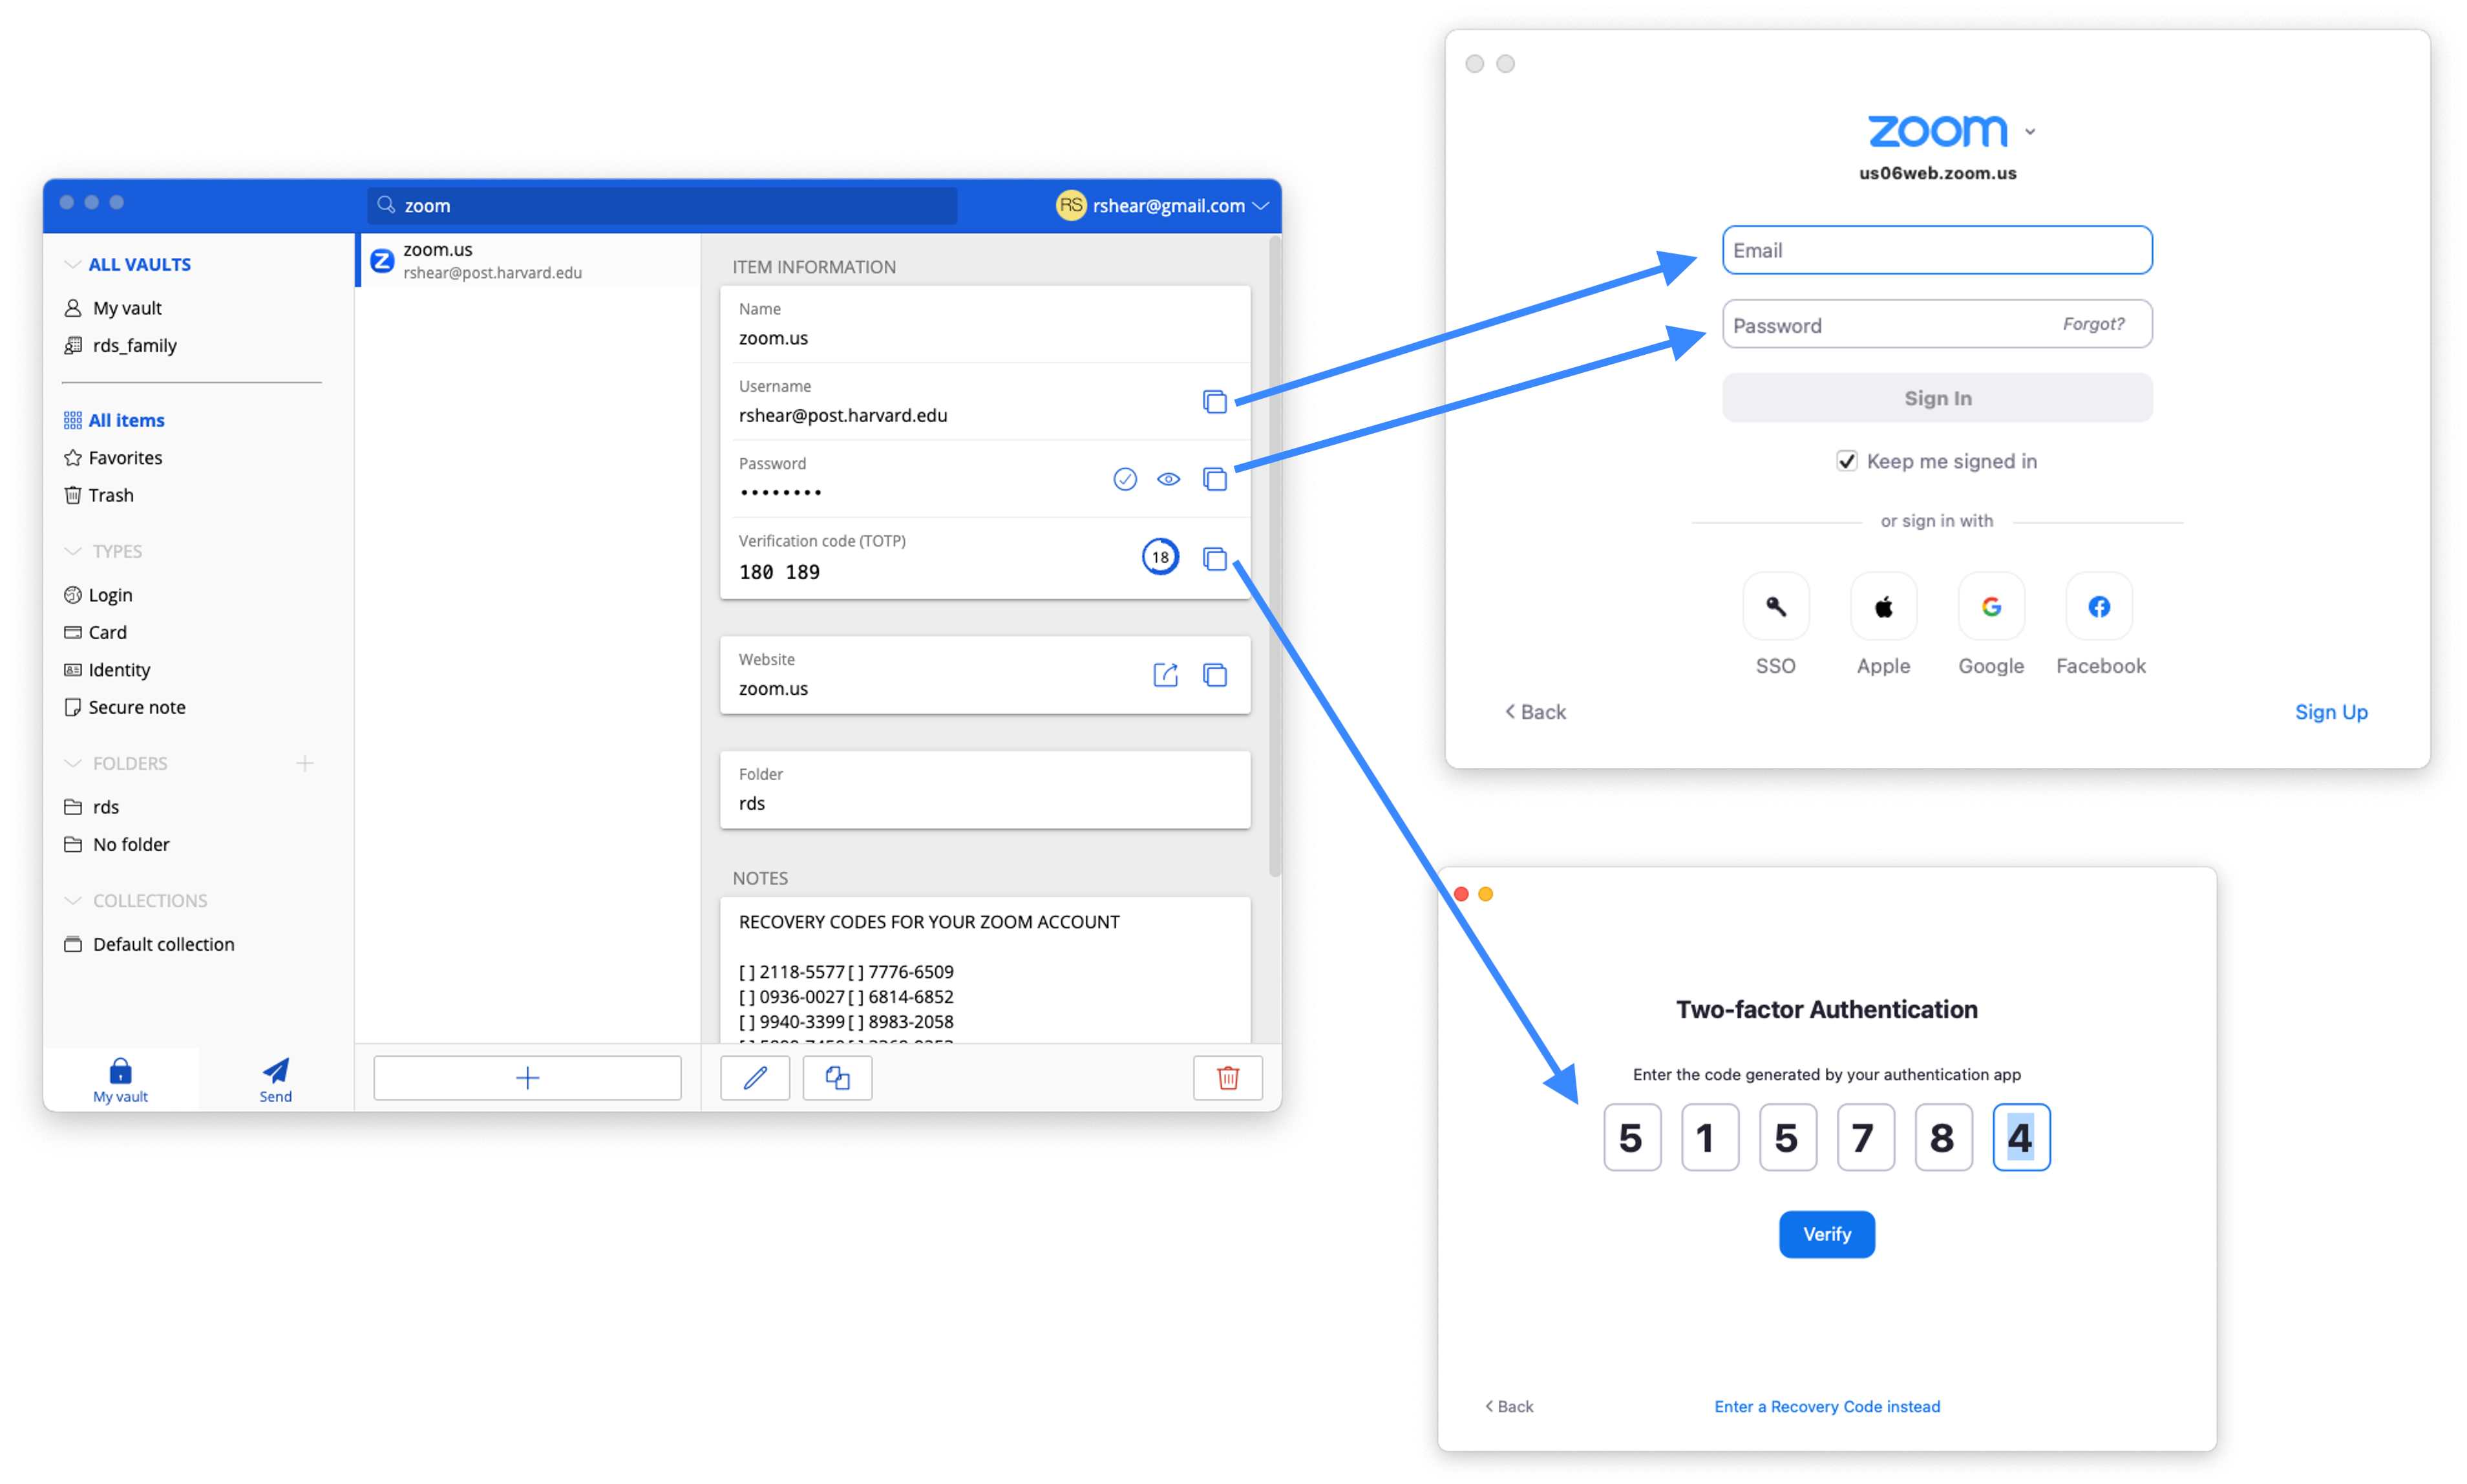 zoom
RS rshear@gmail.com
ALL VAULTS
My vault
rds_family
All items
Favorites
Trash
TYPES
Login
Card
Identity
Secure note
FOLDERS
rds
No folder
COLLECTIONS
Default collection
My vault
Send
zoom.us
rshear@post.harvard.edu
ITEM INFORMATION
Name
zoom.us
Username
rshear@post.harvard.edu
Password
••••••••
Verification code (TOTP)
180 189
18
Website
zoom.us
Folder
rds
NOTES
RECOVERY CODES FOR YOUR ZOOM ACCOUNT
[ ] 2118-5577 [ ] 7776-6509
[ ] 0936-0027 [ ] 6814-6852
[ ] 9940-3399 [ ] 8983-2058
zoom
us06web.zoom.us
Email
Password Forgot?
Sign In
Keep me signed in
or sign in with
SSO Apple Google Facebook
Back Sign Up
Two-factor Authentication
Enter the code generated by your authentication app
5 1 5 7 8 4
Verify
Back Enter a Recovery Code instead